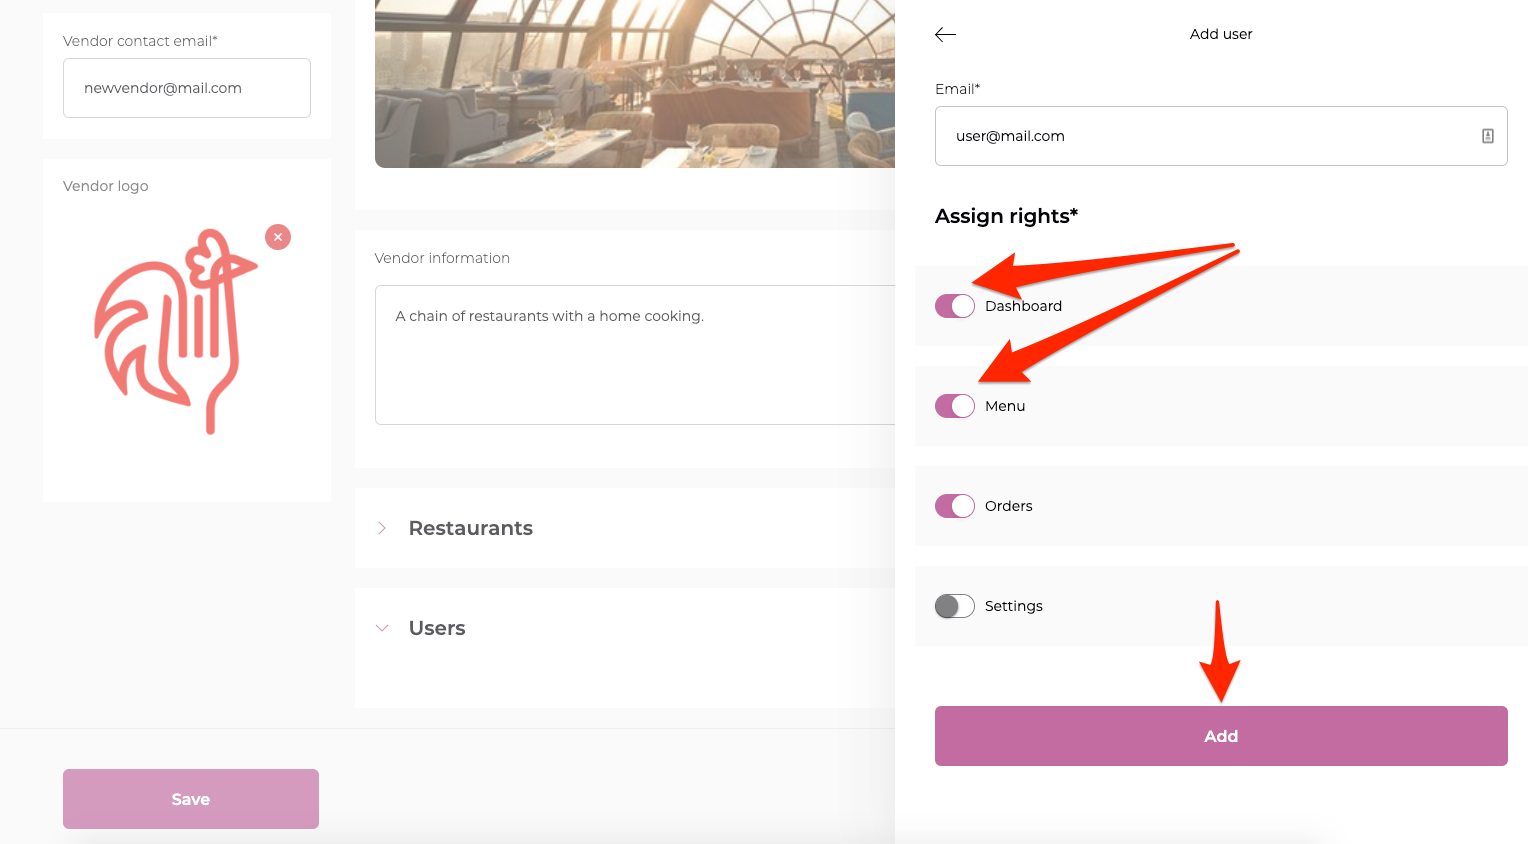 Vendor contact email*
newvendor@mail.com
Vendor logo
Vendor information
A chain of restaurants with a home cooking.
Restaurants
Users
Save
Add user
Email*
user@mail.com
Assign rights*
Dashboard
Menu
Orders
Settings
Add